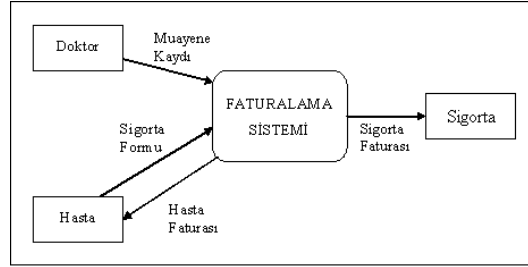 Doktor
Muayene
Kaydı
FATURALAMA
SİSTEMİ
Sigorta
Sigorta
Formu
Sigorta
Faturası
Hasta
Hasta
Faturası